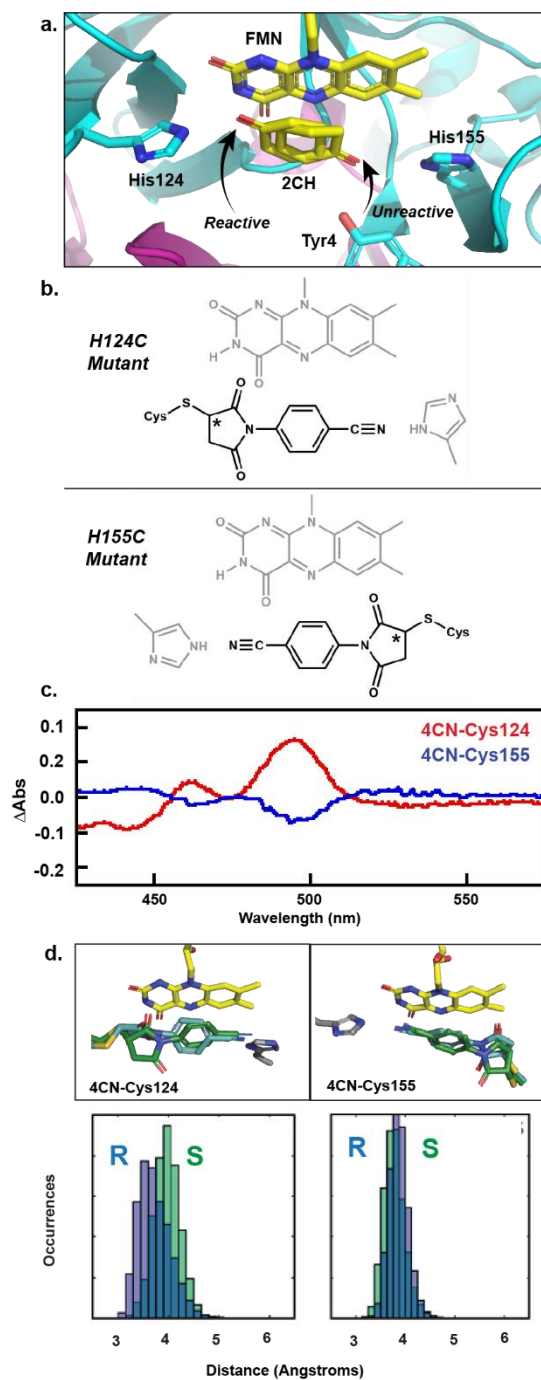 a.
FMN
His124
His155
2CH
Reactive
Unreactive
Tyr4
b.
H124C
Mutant
O
N
N
H
N
N
O
S
Cys
O
*
N
O
C≡N
N
HN
H155C
Mutant
O
N
N
H
N
N
O
N
NH
N≡C
O
N
*
S
Cys
O
c.
0.1
0.2
0.0
-0.1
-0.2
ΔAbs
4CN-Cys124
4CN-Cys155
450
500
550
Wavelength (nm)
d.
4CN-Cys124
4CN-Cys155
R
S
R
S
Occurrences
3
4
5
6
3
4
5
6
Distance (Angstroms)